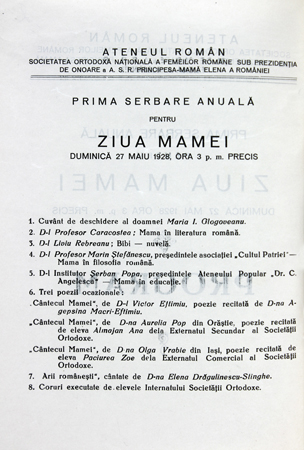 ATENEUL ROMÂN
SOCIETATEA ORTODOXĂ NAȚIONALĂ A FEMEILOR ROMÂNE SUB PREZIDENȚIA
DE ONOARE a A. S. R. PRINCIPESA-MAMĂ ELENA A ROMÂNIEI
PRIMA SERBARE ANUALĂ
PENTRU
ZIUA MAMEI
DUMINICĂ 27 MAIU 1928, ORA 3 p. m. PRECIS
1. Cuvânt de deschidere al doamnei Maria I. Glogoveanu.
2. D-l Profesor Caracostea; Mama în literatura română.
3. D-l Liviu Rebreanu; Bibi — nuvelă.
4. D-l Profesor Marin Ștefănescu, președintele asociației „Cultul Patriei"—
Mama în filosofia română.
5. D-l Institutor Șerban Popa, președintele Ateneului Popular „Dr. C.
Angelescu" —Mama în educație.
6. Trei poezii ocazionale:
„Cântecul Mamei", de D-l Victor Eftimiu, poezie recitată de D-na A-
gepsina Macri-Eftimiu.
„Cântecul Mamei", de D-na Aurelia Pop din Orăștie, poezie recitată
de eleva Almăjan Ana dela Externatul Secundar al Societății
Ortodoxe.
„Cântecul Mamei" de D-na Olga Vrabie din Iași, poezie recitată de
eleva Paciurea Zoe dela Externatul Comercial al Societății
Ortodoxe.
7. „Arii românești", cântate de D-na Elena Drăgulinescu-Stinghe.
8. Coruri executate de elevele Internatului Societății Ortodoxe.